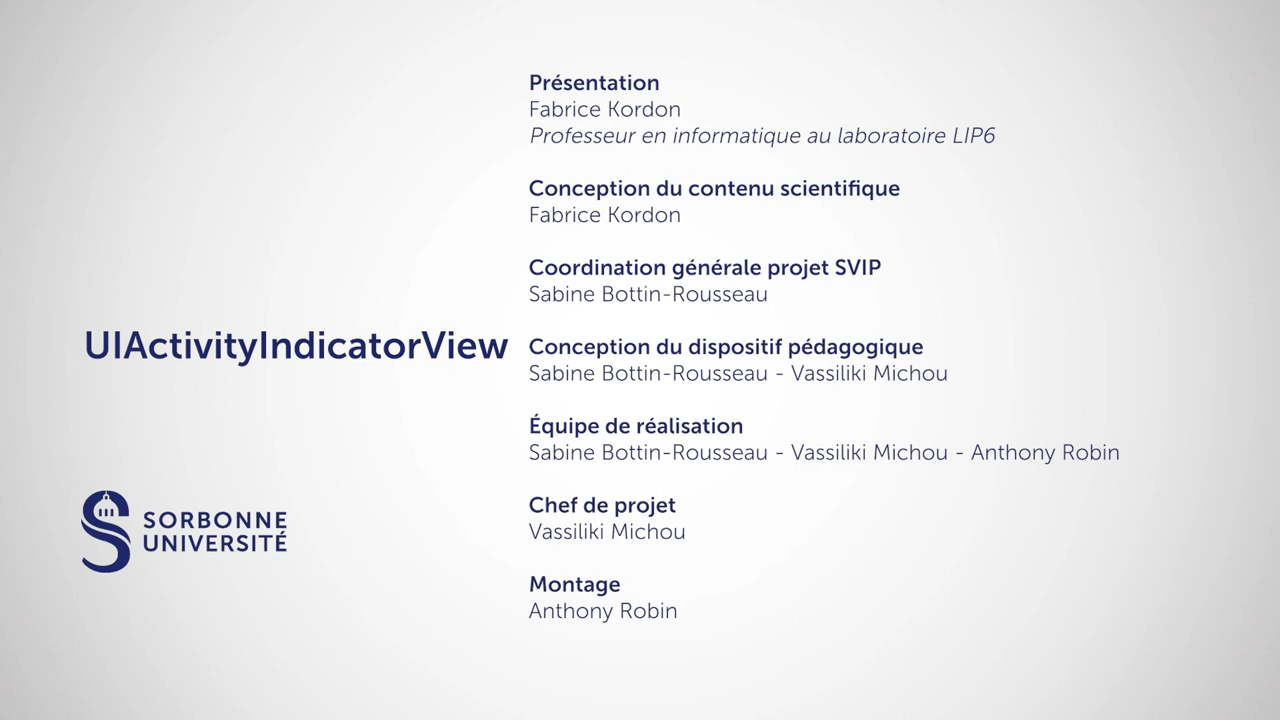 UIActivityIndicatorView
SORBONNE
UNIVERSITÉ
Présentation
Fabrice Kordon
Professeur en informatique au laboratoire LIP6
Conception du contenu scientifique
Fabrice Kordon
Coordination générale projet SVIP
Sabine Bottin-Rousseau
Conception du dispositif pédagogique
Sabine Bottin-Rousseau - Vassiliki Michou
Équipe de réalisation
Sabine Bottin-Rousseau - Vassiliki Michou - Anthony Robin
Chef de projet
Vassiliki Michou
Montage
Anthony Robin